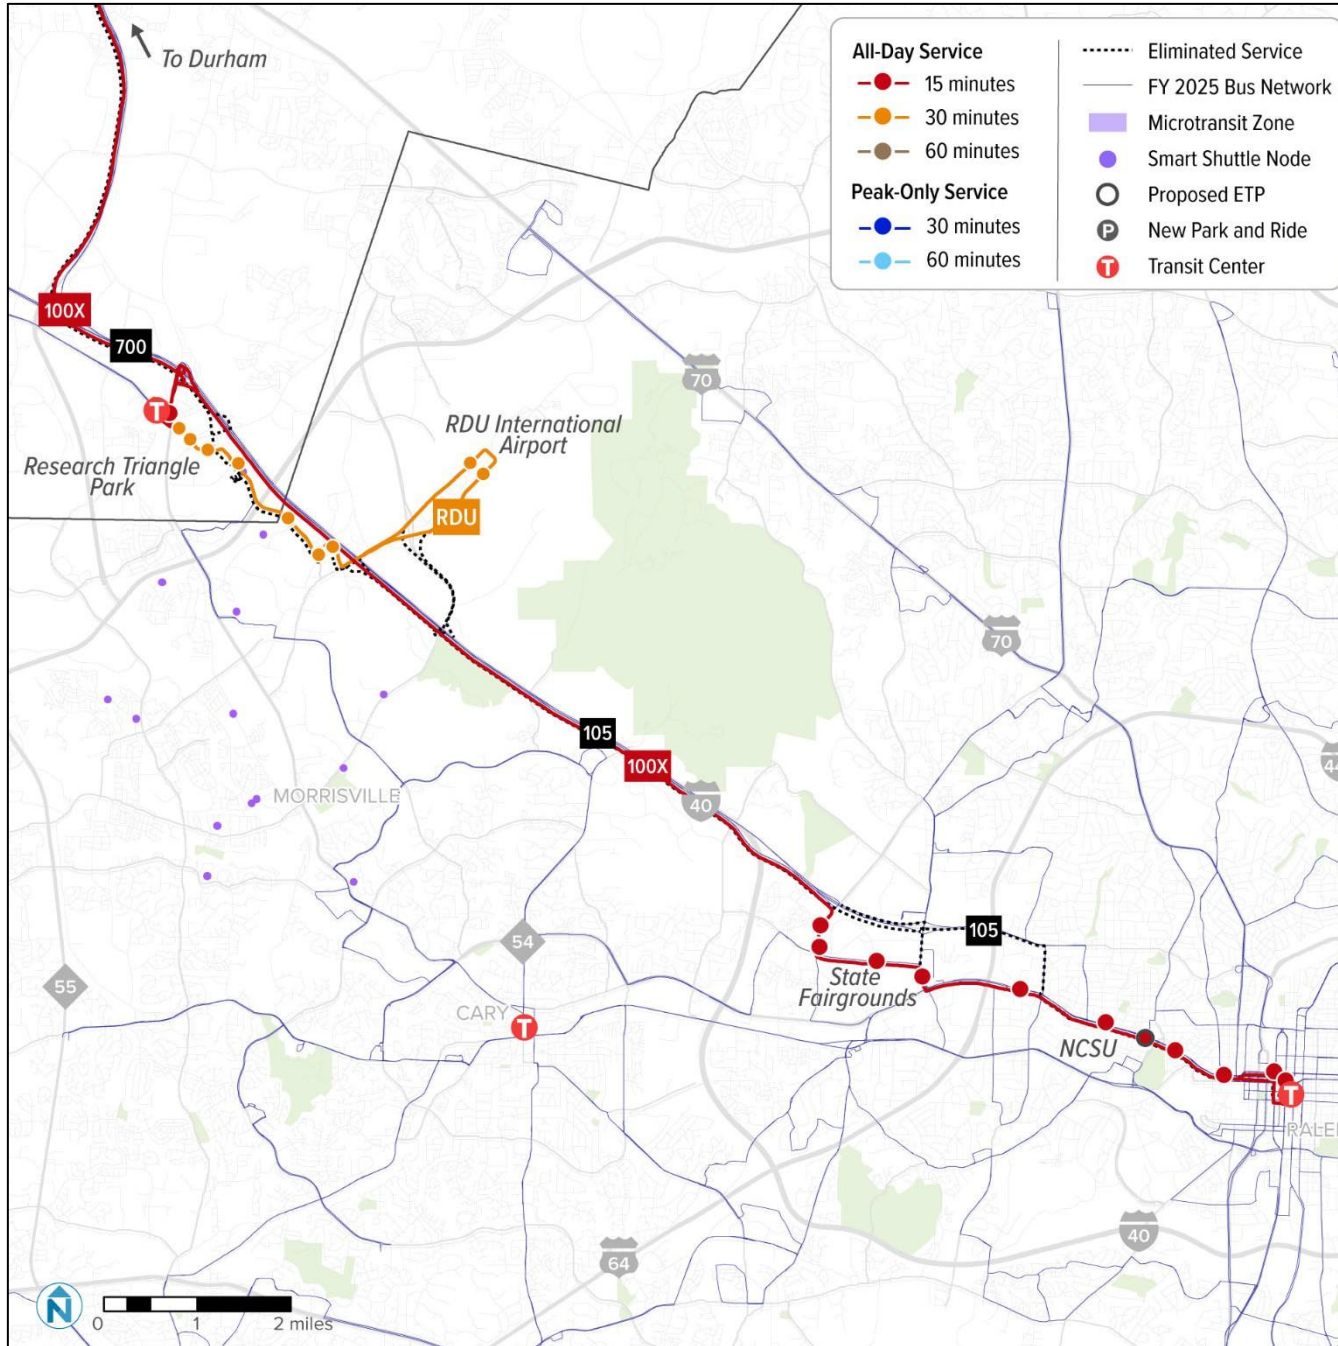 To Durham
All-Day Service
15 minutes
30 minutes
60 minutes
Peak-Only Service
30 minutes
60 minutes
Eliminated Service
FY 2025 Bus Network
Microtransit Zone
Smart Shuttle Node
Proposed ETP
P New Park and Ride
T Transit Center
100X
700
70
T
RDU International
Airport
Research Triangle
Park
RDU
70
105
100X
44
MORRISVILLE
40
105
54
55
State
Fairgrounds
CARY
T
NCSU
T
RALE
40
64
N
0 1 2 miles